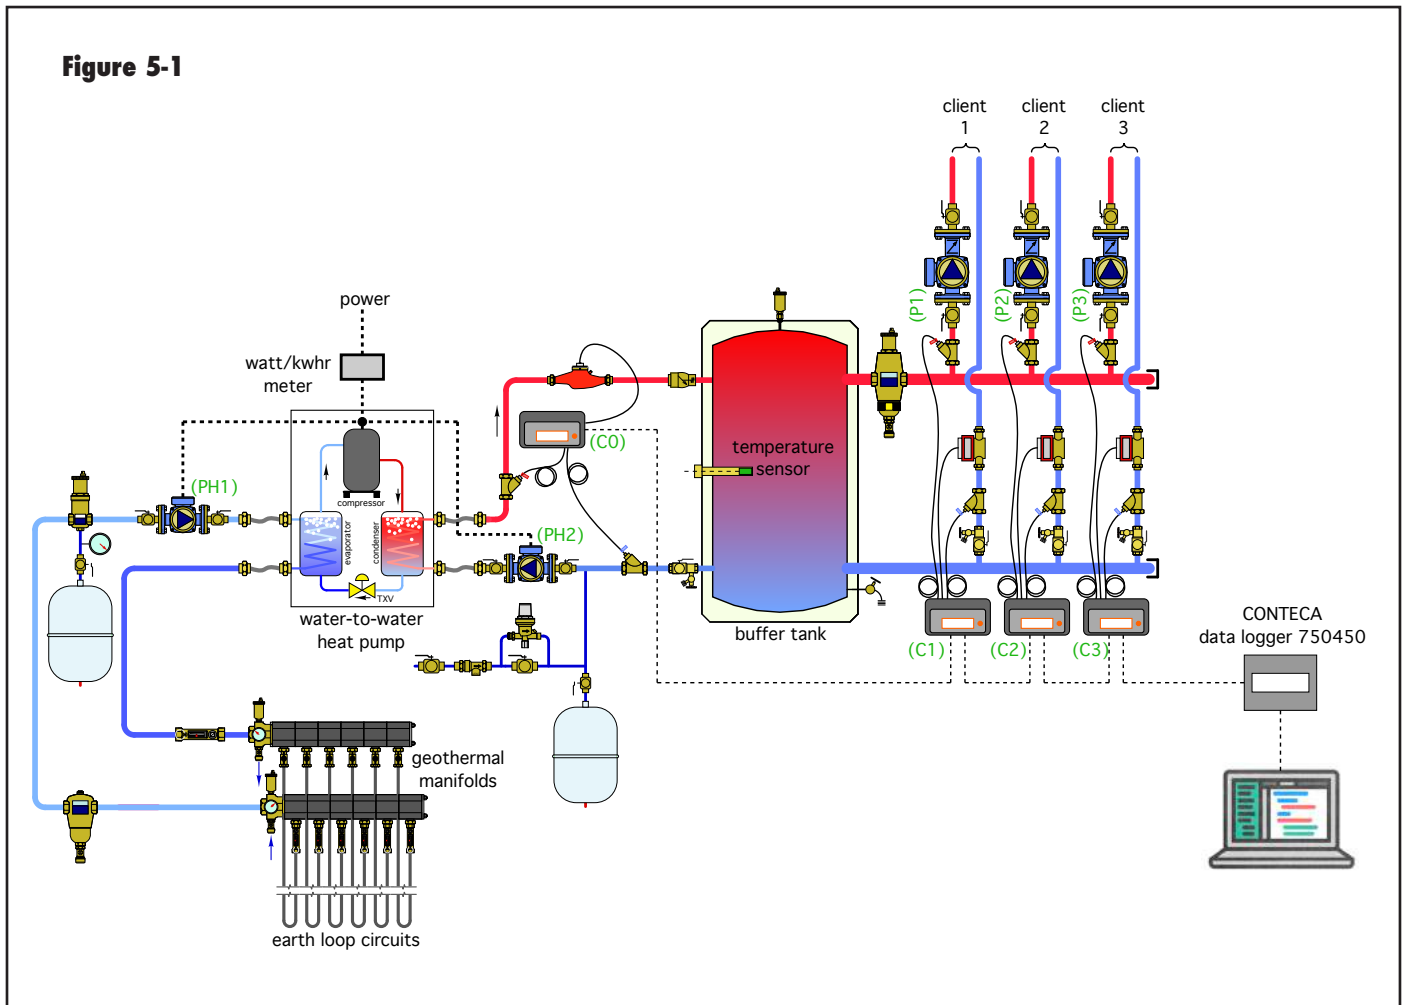 Figure 5-1
client
1
client
2
client
3
(P1)
(P2)
(P3)
power
watt/kwhr
meter
(C0)
temperature
sensor
compressor
(PH1)
evaporator
condenser
(PH2)
TXV
water-to-water
heat pump
buffer tank
(C1)
(C2)
(C3)
CONTECA
data logger 750450
geothermal
manifolds
earth loop circuits